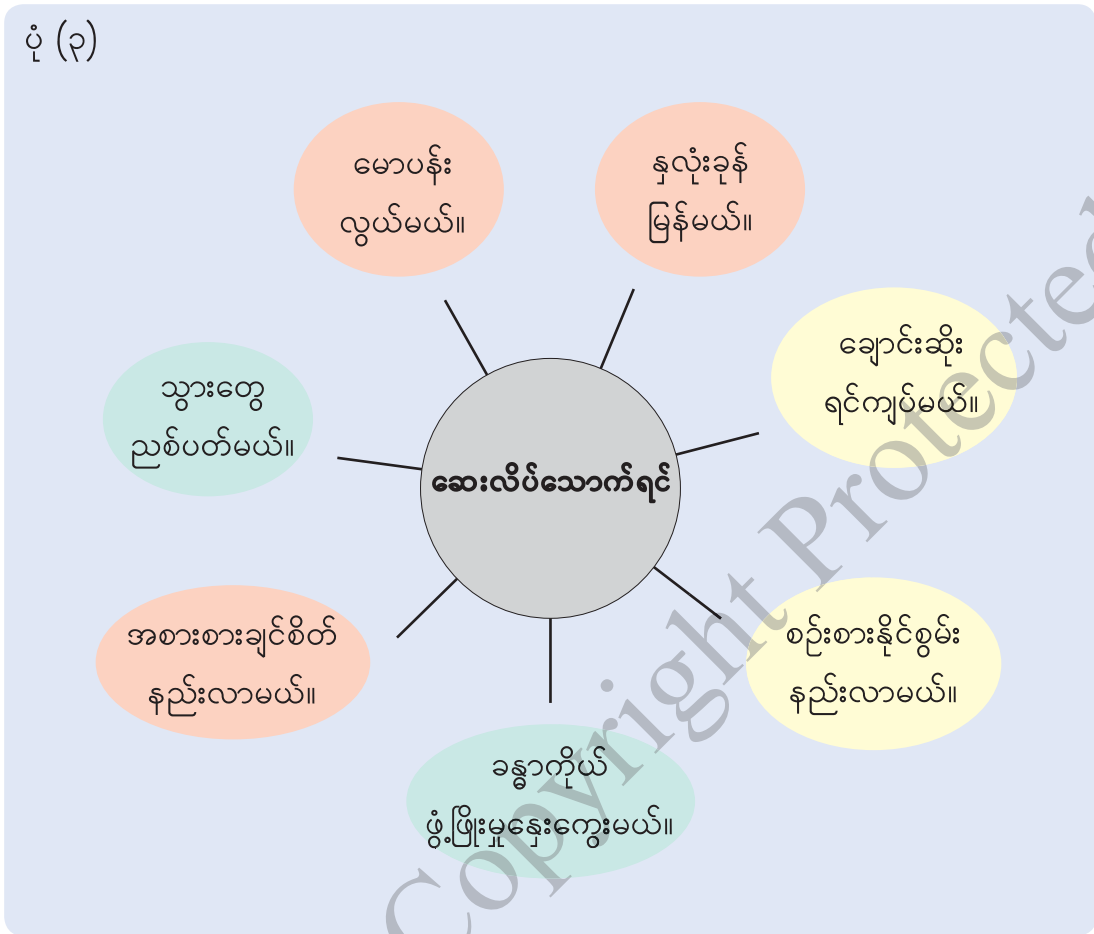 ပုံ (၃)
မောပန်း
လွယ်မယ်။
နှလုံးခုန်
မြန်မယ်။
ချောင်းဆိုး
ရင်ကျပ်မယ်။
သွားတွေ
ညစ်ပတ်မယ်။
ဆေးလိပ်သောက်ရင်
အစားစားချင်စိတ်
နည်းလာမယ်။
စဉ်းစားနိုင်စွမ်း
နည်းလာမယ်။
ခန္ဓာကိုယ်
ဖွံ့ဖြိုးမှုနှေးကွေးမယ်။
Copyright Protected